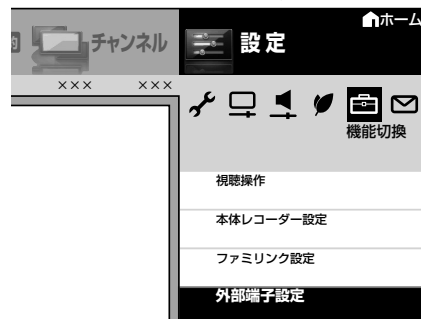 ホーム
チャンネル
設定
××× ×××
機能切換
視聴操作
本体レコーダー設定
ファミリンク設定
外部端子設定